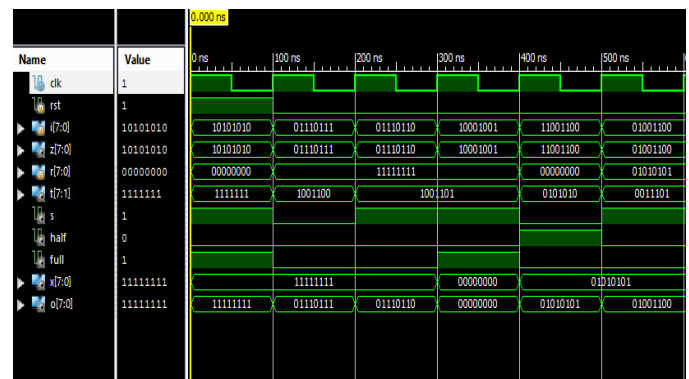 0.000 ns
Name Value 0 ns 100 ns 200 ns 300 ns 400 ns 500 ns
clk 1
rst 1
i[7:0] 10101010 10101010 01110111 01110110 10001001 11001100 01001100
z[7:0] 10101010 10101010 01110111 01110110 10001001 11001100 01001100
r[7:0] 00000000 00000000 11111111 00000000 01010101
t[7:1] 1111111 1111111 1001100 1001101 0101010 0011101
s 1
half 0
full 1
x[7:0] 11111111 11111111 00000000 01010101
o[7:0] 11111111 11111111 01110111 01110110 00000000 01010101 01001100